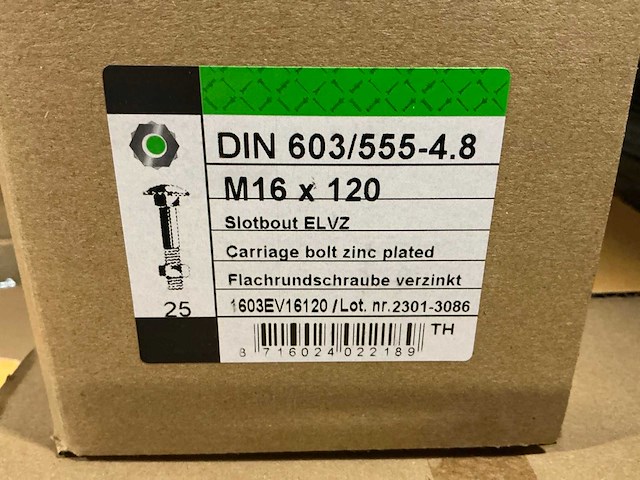 DIN 603/555-4.8
M16 x 120
Slotbout ELVZ
Carriage bolt zinc plated
Flachrundschraube verzinkt
25
1603EV16120 / Lot. nr. 2301-3086
TH
8 716024 022189